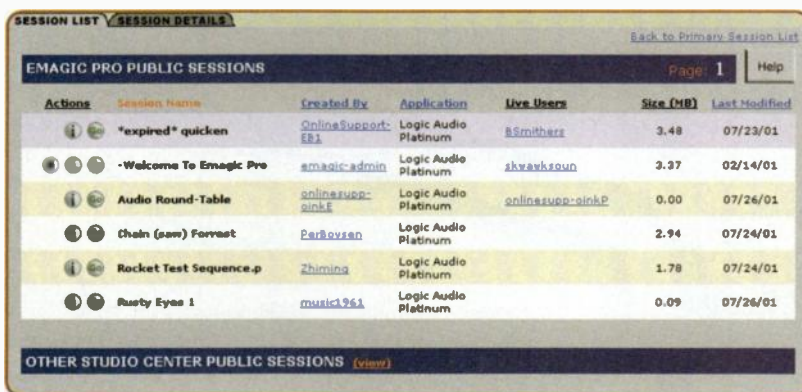 SESSION LIST SESSION DETAILS
Back to Primary Session List
EMAGIC PRO PUBLIC SESSIONS Page: 1 Help
Actions Session Name Created By Application Live Users Size (MB) Last Modified
*expired* quicken OnlineSupport-EB1 Logic Audio Platinum BSmithers 3.48 07/23/01
-Welcome To Emagic Pro emagic-admin Logic Audio Platinum skwawksoun 3.37 02/14/01
Audio Round-Table onlinesupp-oinkE Logic Audio Platinum onlinesupp-oinkP 0.00 07/26/01
Chain (saw) Forrest PerBoysen Logic Audio Platinum 2.94 07/24/01
Rocket Test Sequence.p Zhiming Logic Audio Platinum 1.78 07/24/01
Rusty Eyes 1 music1961 Logic Audio Platinum 0.09 07/26/01
OTHER STUDIO CENTER PUBLIC SESSIONS (view)